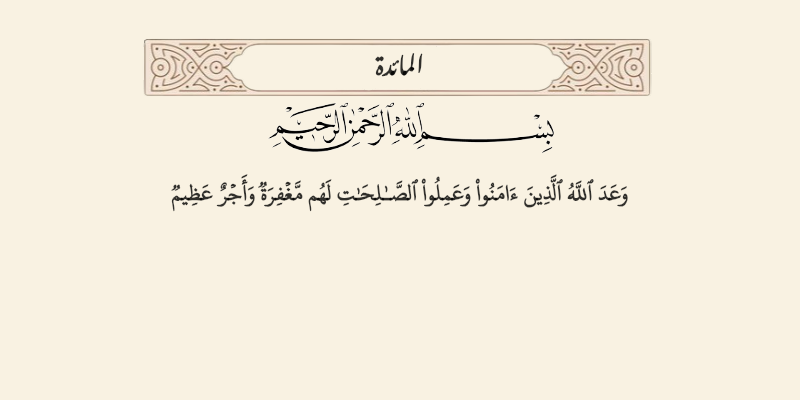 المائدة
بِسْمِ ٱللَّهِ ٱلرَّحْمَٰنِ ٱلرَّحِيمِ
وَعَدَ ٱللَّهُ ٱلَّذِينَ ءَامَنُوا۟ وَعَمِلُوا۟ ٱلصَّـٰلِحَـٰتِ لَهُم مَّغْفِرَةٌ وَأَجْرٌ عَظِيمٌ